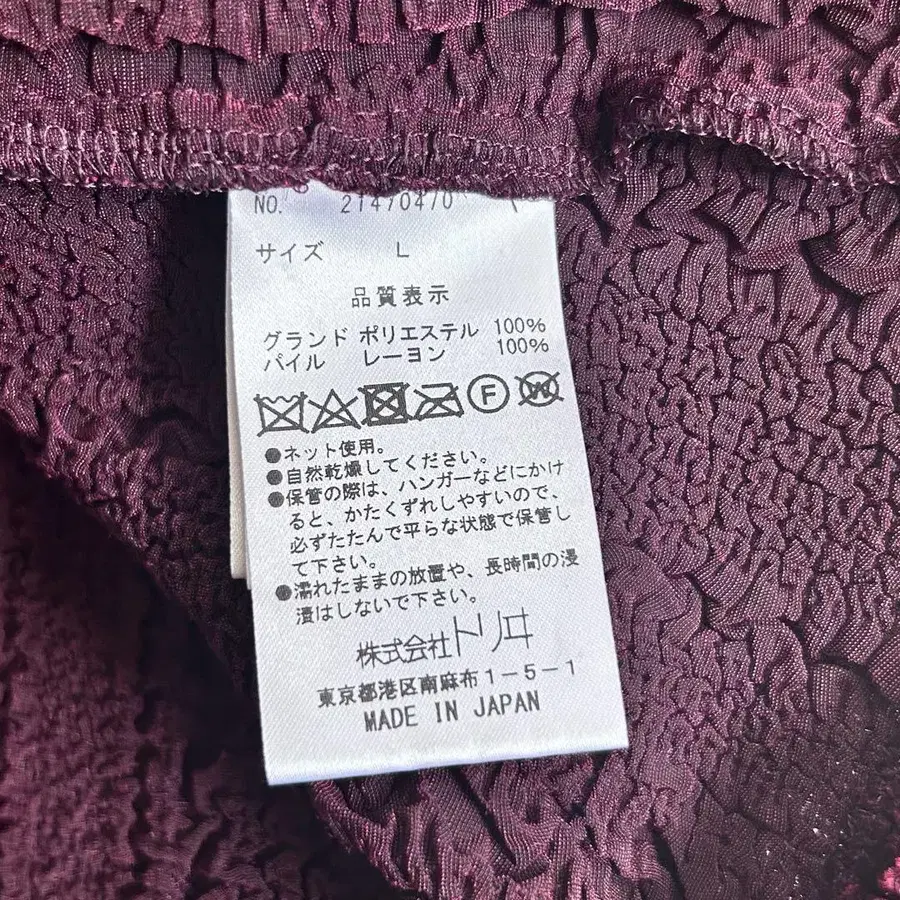 NO. 21470470
サイズ L
品質表示
グランド ポリエステル 100%
パイル レーヨン 100%
F W
●ネット使用。
●自然乾燥してください。
●保管の際は、ハンガーなどにかけ
ると、かたくずれしやすいので、
必ずたたんで平らな状態で保管し
て下さい。
●濡れたままの放置や、長時間の浸
漬はしないで下さい。
株式会社トリヰ
東京都港区南麻布1-5-1
MADE IN JAPAN